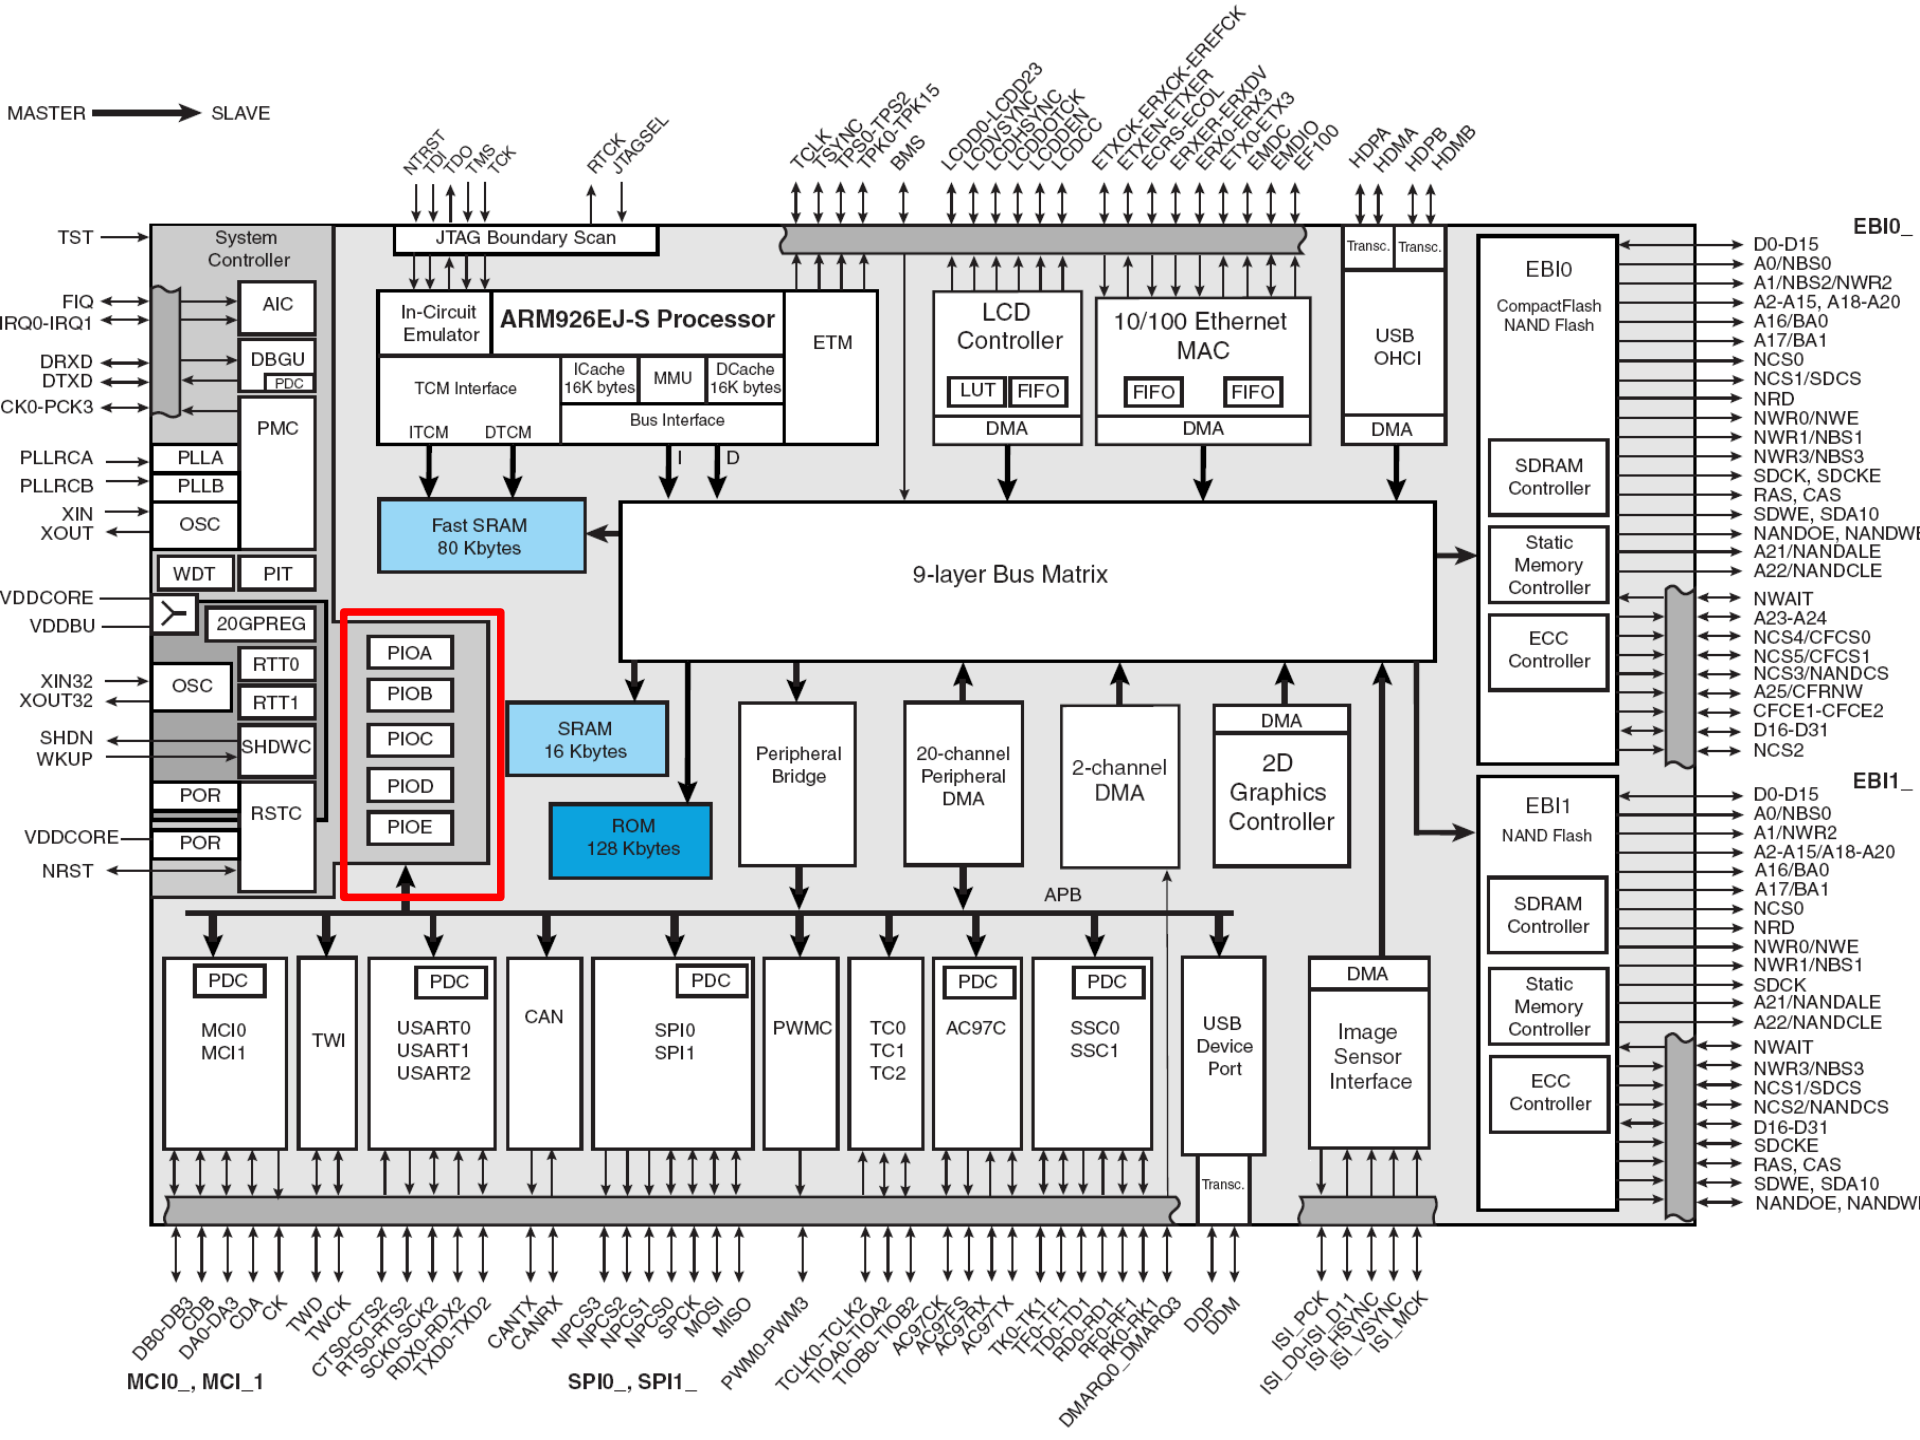 MASTER
SLAVE
NTRST
TDI
TDO
TMS
TCK
RTCK
JTAGSEL
TCLK
TSYNC
TPS0-TPS2
TPK0-TPK15
BMS
LCDD0-LCDD23
LCDVSYNC
LCDHSYNC
LCDDOTCK
LCDDEN
LCDCC
ETXCK-ERXCK-EREFCK
ETXEN-ETXER
ECRS-ECOL
ERXER-ERXDV
ERX0-ERX3
ETX0-ETX3
EMDC
EMDIO
EF100
HDPA
HDMA
HDPB
HDMB
TST
FIQ
IRQ0-IRQ1
DRXD
DTXD
CK0-PCK3
PLLRCA
PLLRCB
XIN
XOUT
VDDCORE
VDDBU
XIN32
XOUT32
SHDN
WKUP
VDDCORE
NRST
System
Controller
AIC
DBGU
PDC
PMC
PLLA
PLLB
OSC
WDT
PIT
20GPREG
RTT0
OSC
RTT1
SHDWC
POR
RSTC
POR
PIOA
PIOB
PIOC
PIOD
PIOE
JTAG Boundary Scan
In-Circuit
Emulator
ARM926EJ-S Processor
ETM
TCM Interface
ICache
16K bytes
MMU
DCache
16K bytes
Bus Interface
ITCM
DTCM
I
D
LCD
Controller
LUT
FIFO
DMA
10/100 Ethernet
MAC
FIFO
FIFO
DMA
Transc.
Transc.
USB
OHCI
DMA
Fast SRAM
80 Kbytes
9-layer Bus Matrix
SRAM
16 Kbytes
ROM
128 Kbytes
Peripheral
Bridge
20-channel
Peripheral
DMA
2-channel
DMA
DMA
2D
Graphics
Controller
APB
EBI0
CompactFlash
NAND Flash
SDRAM
Controller
Static
Memory
Controller
ECC
Controller
EBI1
NAND Flash
SDRAM
Controller
Static
Memory
Controller
ECC
Controller
EBI0_
D0-D15
A0/NBS0
A1/NBS2/NWR2
A2-A15, A18-A20
A16/BA0
A17/BA1
NCS0
NCS1/SDCS
NRD
NWR0/NWE
NWR1/NBS1
NWR3/NBS3
SDCK, SDCKE
RAS, CAS
SDWE, SDA10
NANDOE, NANDWE
A21/NANDALE
A22/NANDCLE
NWAIT
A23-A24
NCS4/CFCS0
NCS5/CFCS1
NCS3/NANDCS
A25/CFRNW
CFCE1-CFCE2
D16-D31
NCS2
EBI1_
D0-D15
A0/NBS0
A1/NWR2
A2-A15/A18-A20
A16/BA0
A17/BA1
NCS0
NRD
NWR0/NWE
NWR1/NBS1
SDCK
A21/NANDALE
A22/NANDCLE
NWAIT
NWR3/NBS3
NCS1/SDCS
NCS2/NANDCS
D16-D31
SDCKE
RAS, CAS
SDWE, SDA10
NANDOE, NANDWE
PDC
MCI0
MCI1
TWI
PDC
USART0
USART1
USART2
CAN
PDC
SPI0
SPI1
PWMC
TC0
TC1
TC2
PDC
AC97C
PDC
SSC0
SSC1
USB
Device
Port
Transc.
DMA
Image
Sensor
Interface
DB0-DB3
CDB
DA0-DA3
CDA
CK
TWD
TWCK
CTS0-CTS2
RTS0-RTS2
SCK0-SCK2
RDX0-RDX2
TXD0-TXD2
CANTX
CANRX
NPCS3
NPCS2
NPCS1
NPCS0
SPCK
MOSI
MISO
PWM0-PWM3
TCLK0-TCLK2
TIOA0-TIOA2
TIOB0-TIOB2
AC97CK
AC97FS
AC97RX
AC97TX
TK0-TK1
TF0-TF1
TD0-TD1
RD0-RD1
RF0-RF1
RK0-RK1
DMARQ0_DMARQ3
DDP
DDM
ISI_PCK
ISI_D0-ISI_D11
ISI_HSYNC
ISI_VSYNC
ISI_MCK
MCI0_, MCI_1
SPI0_, SPI1_